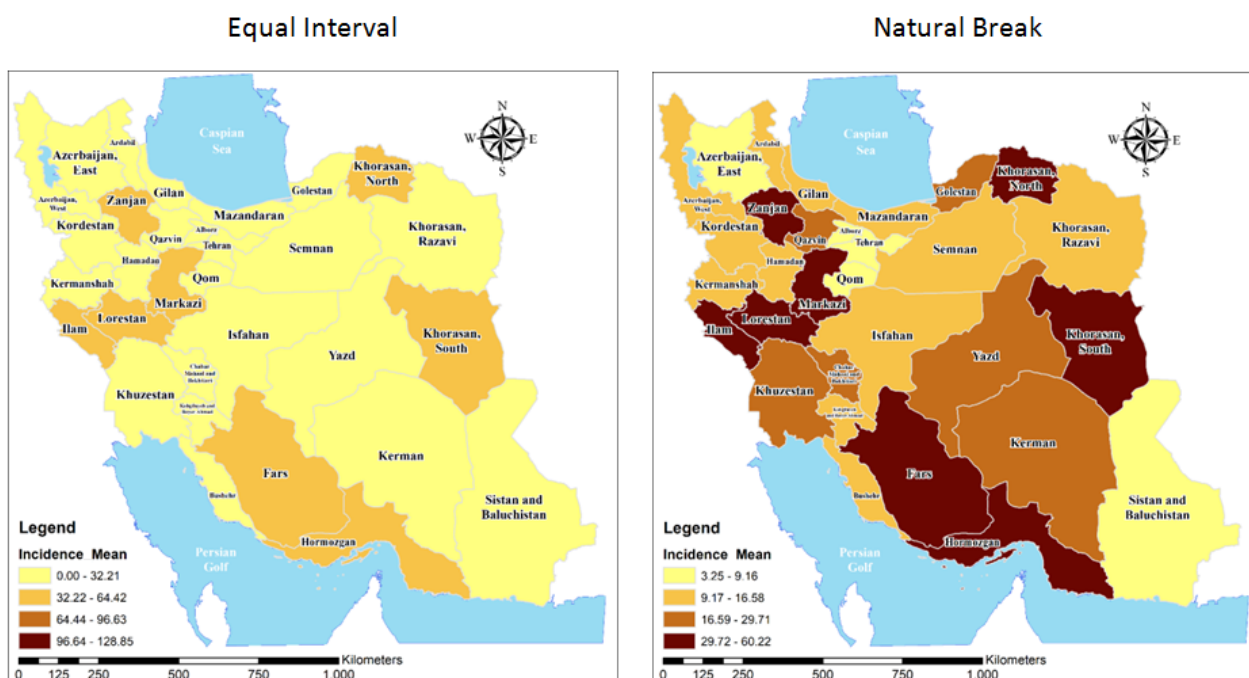 Equal Interval
Natural Break
N
W
E
S
Caspian
Sea
Ardabil
Azerbaijan,
East
Khorasan,
North
Zanjan
Gilan
Golestan
Azerbaijan,
West
Mazandaran
Kordestan
Alborz
Khorasan,
Razavi
Qazvin
Tehran
Semnan
Hamadan
Qom
Kermanshah
Markazi
Lorestan
Ilam
Isfahan
Khorasan,
South
Yazd
Khuzestan
Kerman
Fars
Bushehr
Sistan and
Baluchistan
Hormozgan
Persian
Golf
Legend
Incidence Mean
0.00 - 32.21
32.22 - 64.42
64.44 - 96.63
96.64 - 128.85
Kilometers
0 125 250 500 750 1.000
N
W
E
S
Caspian
Sea
Ardabil
Azerbaijan,
East
Khorasan,
North
Zanjan
Gilan
Golestan
Azerbaijan,
West
Mazandaran
Kordestan
Alborz
Khorasan,
Razavi
Qazvin
Tehran
Semnan
Hamadan
Qom
Kermanshah
Markazi
Lorestan
Ilam
Isfahan
Khorasan,
South
Yazd
Khuzestan
Kerman
Fars
Bushehr
Sistan and
Baluchistan
Hormozgan
Persian
Golf
Legend
Incidence Mean
3.25 - 9.16
9.17 - 16.58
16.59 - 29.71
29.72 - 60.22
Kilometers
0 125 250 500 750 1.000